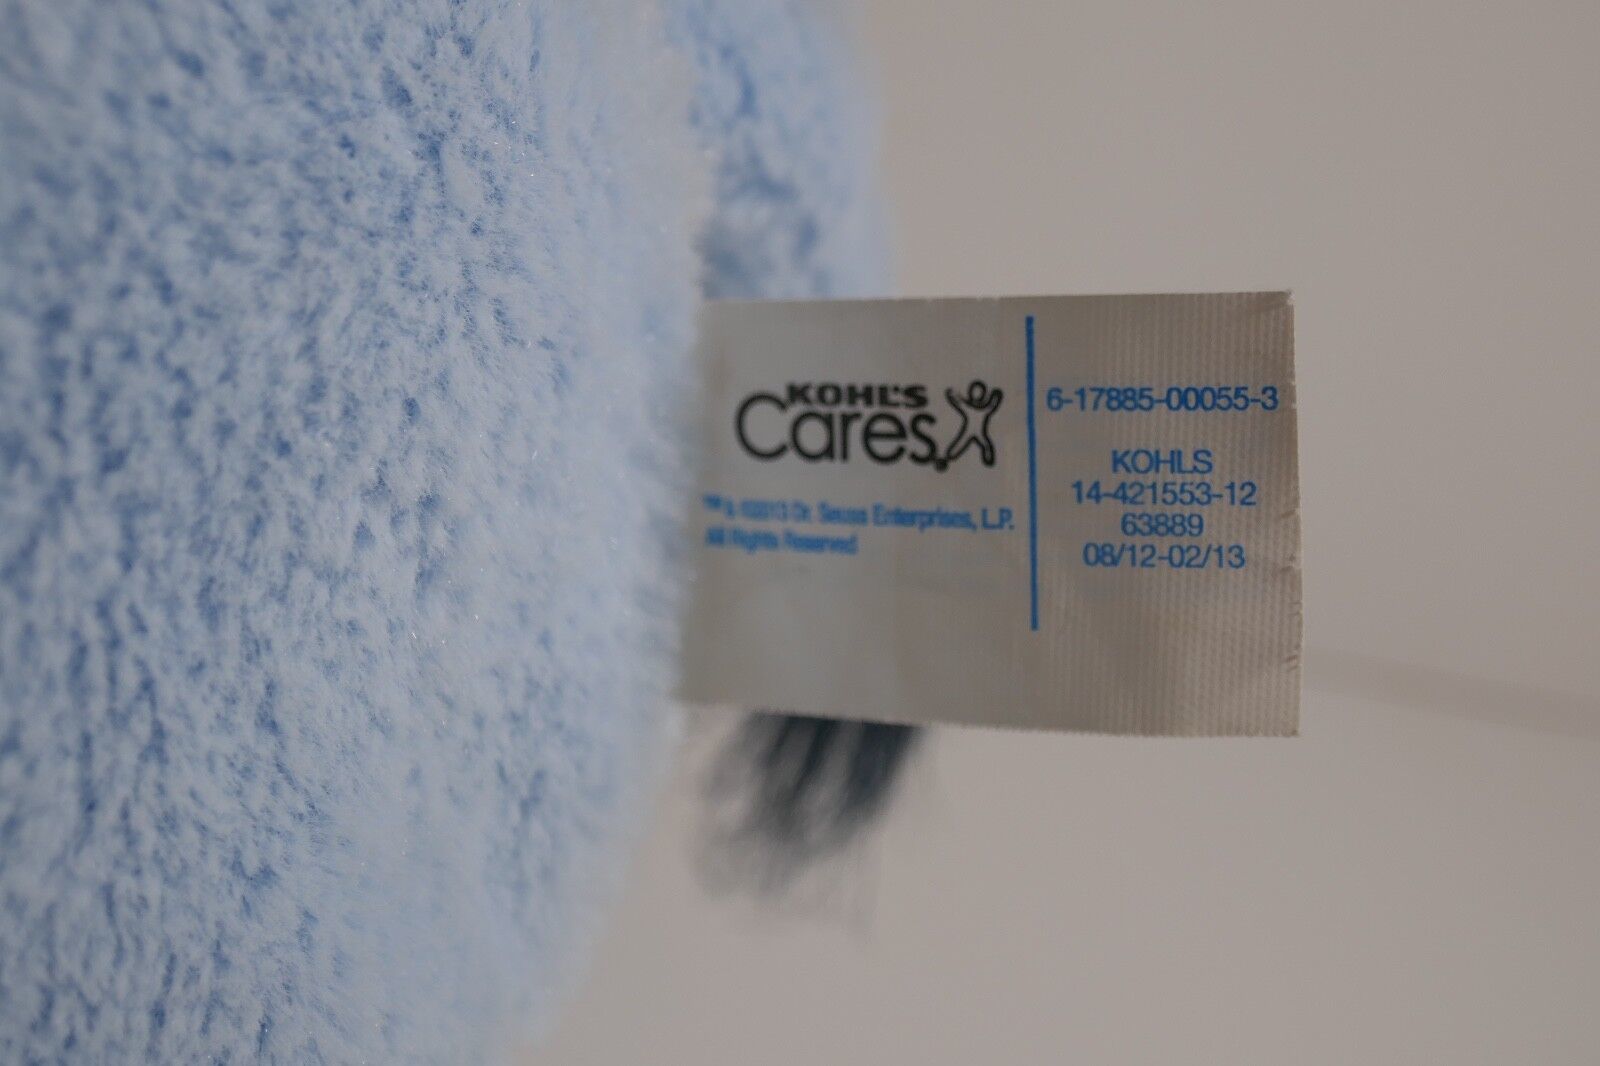 KOHL'S
Cares®
™ & ©2013 Dr. Seuss Enterprises, L.P.
All Rights Reserved
6-17885-00055-3
KOHLS
14-421553-12
63889
08/12-02/13